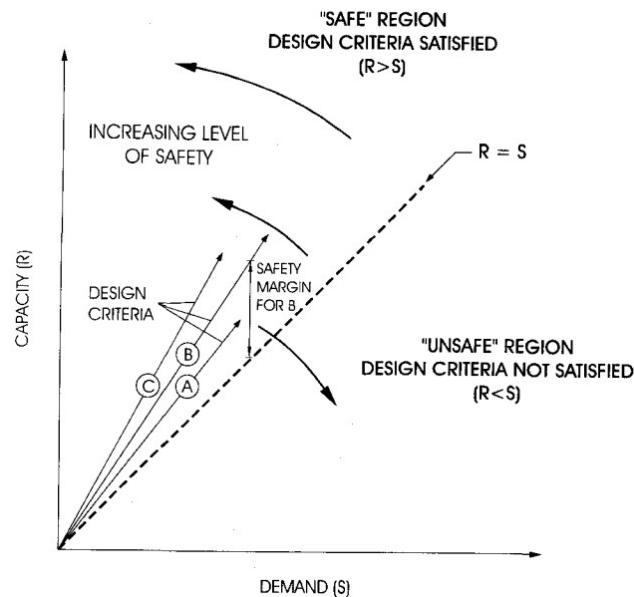 "SAFE" REGION
DESIGN CRITERIA SATISFIED
(R>S)
INCREASING LEVEL
OF SAFETY
R = S
CAPACITY (R)
DESIGN
CRITERIA
SAFETY
MARGIN
FOR B
B
C
A
"UNSAFE" REGION
DESIGN CRITERIA NOT SATISFIED
(R<S)
DEMAND (S)